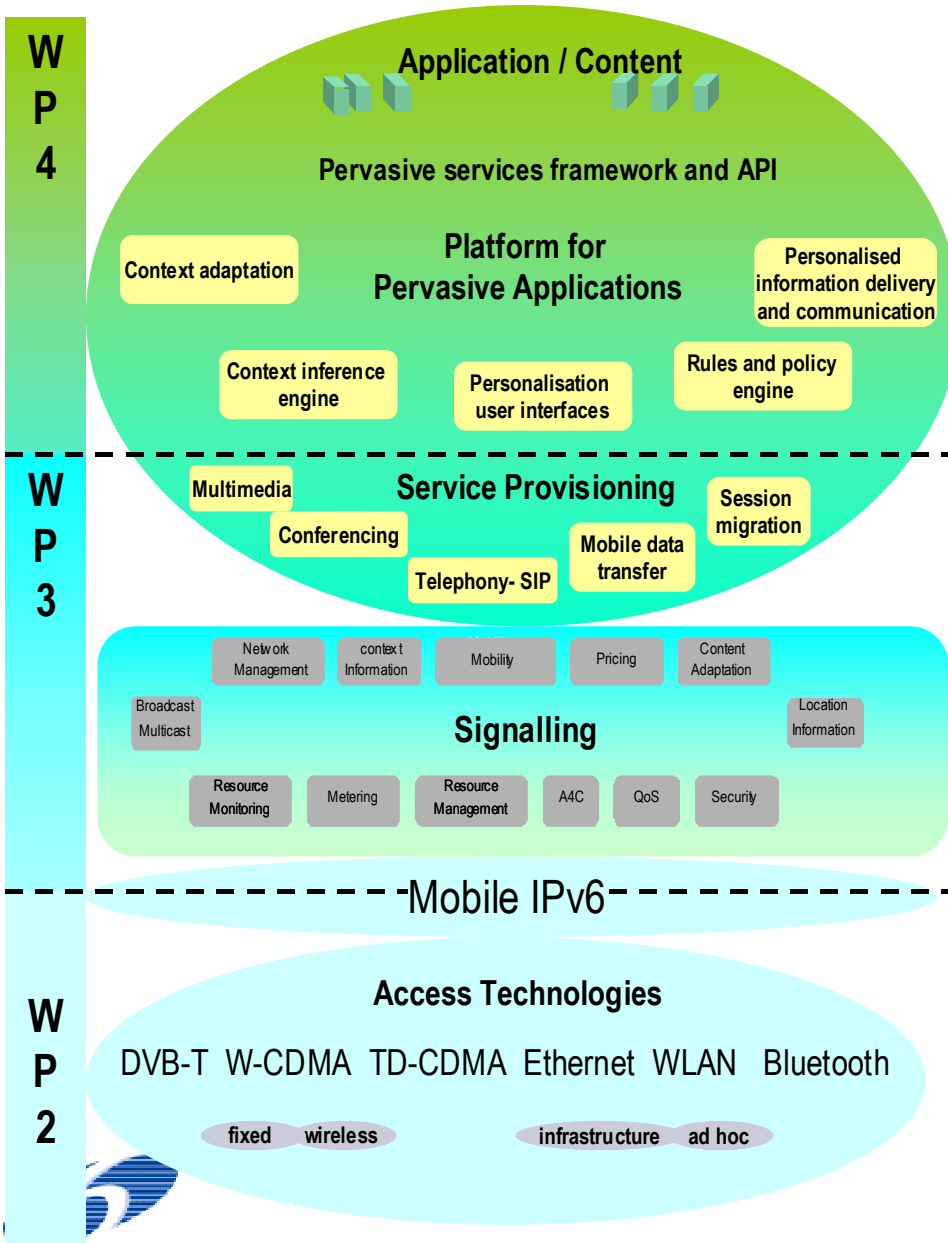 W
P
4
Application / Content
Pervasive services framework and API
Platform for
Pervasive Applications
Context adaptation
Personalised
information delivery
and communication
Context inference
engine
Personalisation
user interfaces
Rules and policy
engine
W
P
3
Service Provisioning
Multimedia
Conferencing
Telephony- SIP
Mobile data
transfer
Session
migration
Network
Management
context
Information
Mobility
Pricing
Content
Adaptation
Broadcast
Multicast
Signalling
Location
Information
Resource
Monitoring
Metering
Resource
Management
A4C
QoS
Security
Mobile IPv6
W
P
2
Access Technologies
DVB-T W-CDMA TD-CDMA Ethernet WLAN Bluetooth
fixed wireless infrastructure ad hoc